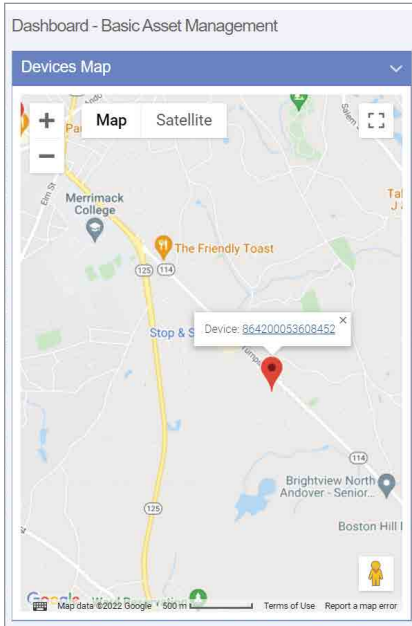 Dashboard - Basic Asset Management
Devices Map
Map
Satellite
Salem
Elm St
Merrimack
College
The Friendly Toast
125
114
Stop & S
Device: 864200053608452
114
Brightview North
Andover - Senior...
125
Boston Hill
Google
Map data ©2022 Google
500 m
Terms of Use
Report a map error